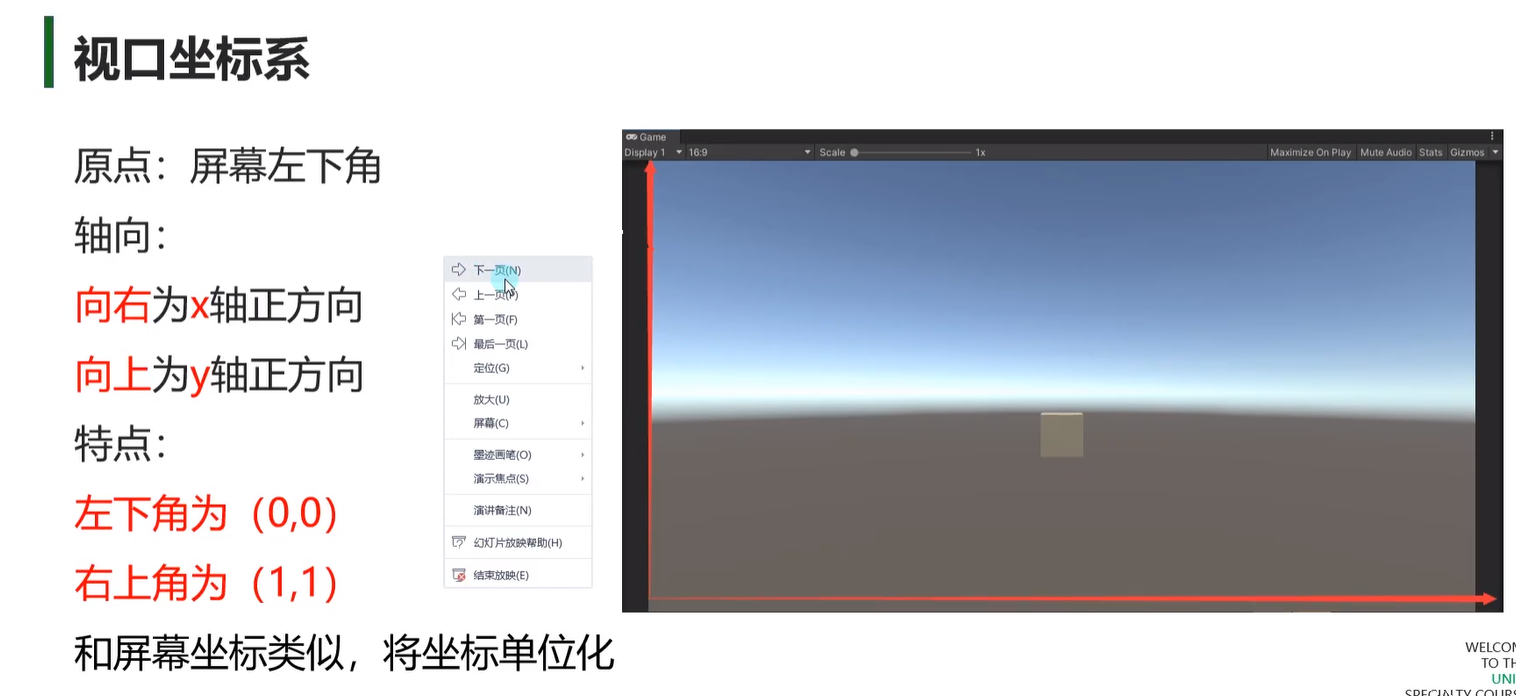 视口坐标系
原点：屏幕左下角
轴向：
向右为x轴正方向
向上为y轴正方向
特点：
左下角为（0,0）
右上角为（1,1）
和屏幕坐标类似，将坐标单位化
下一页(N)
上一页(P)
第一页(F)
最后一页(L)
定位(G)
放大(U)
屏幕(C)
墨迹画笔(O)
演示焦点(S)
演讲备注(N)
幻灯片放映帮助(H)
结束放映(E)
Game
Display 1 16:9 Scale 1x Maximize On Play Mute Audio Stats Gizmos
WELCOM
TO TH
UNI
SPECIALTY COURS